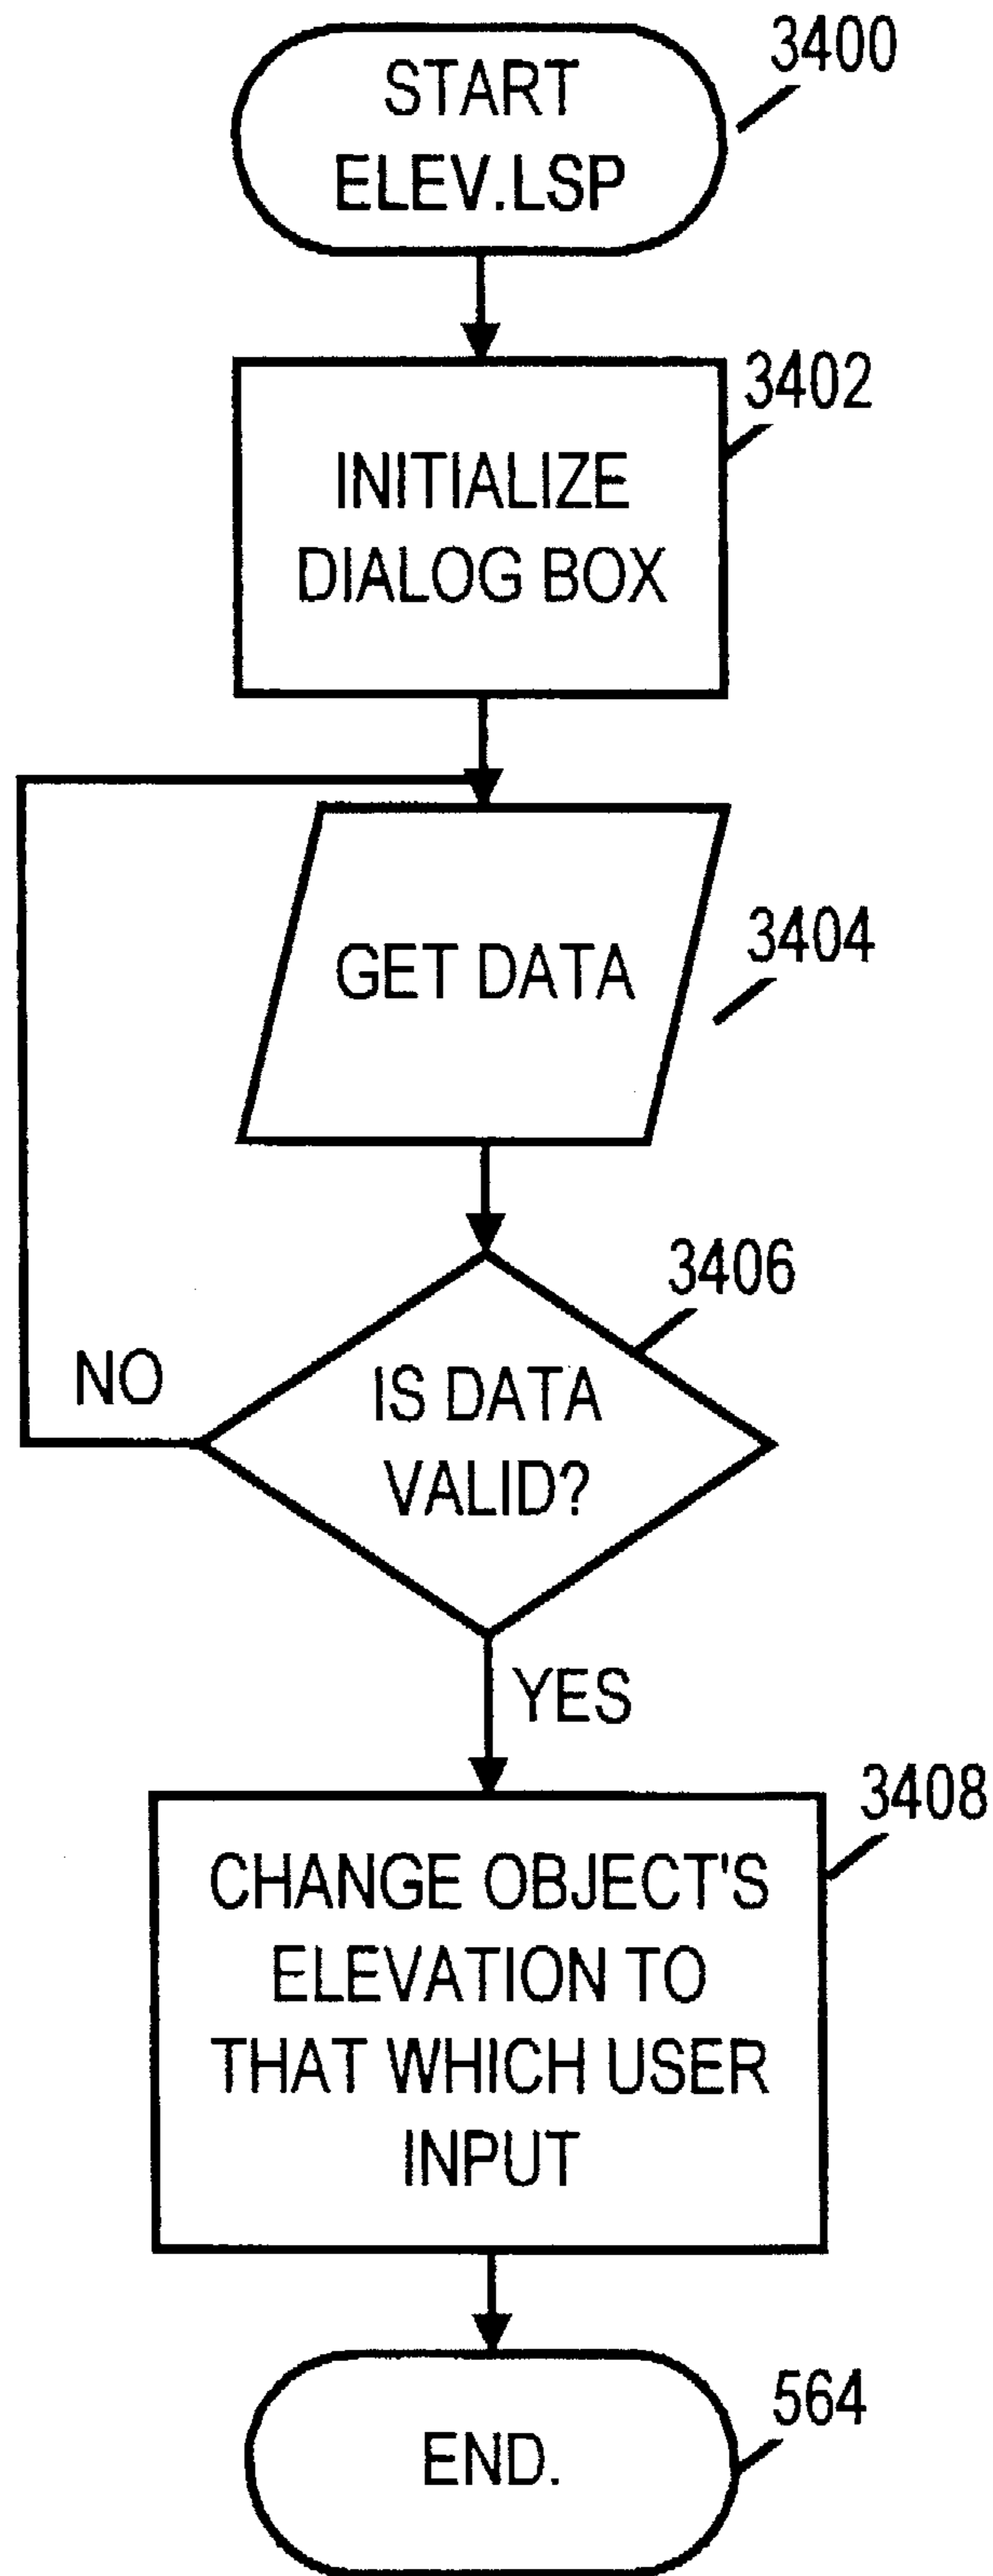 3400
START
ELEV.LSP
3402
INITIALIZE
DIALOG BOX
GET DATA
3404
3406
NO
IS DATA
VALID?
YES
3408
CHANGE OBJECT'S
ELEVATION TO
THAT WHICH USER
INPUT
564
END.